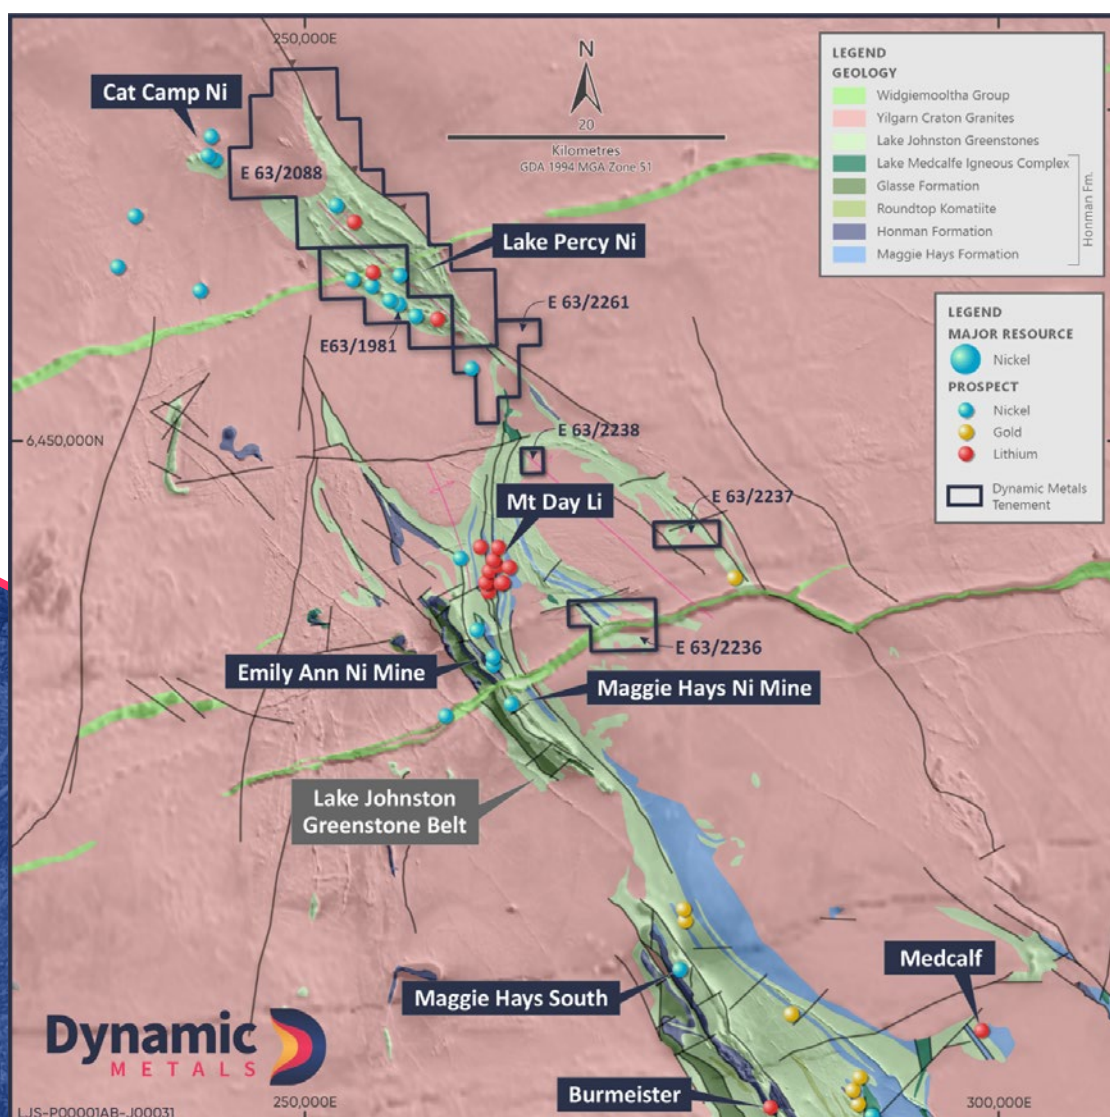 250,000E
N
20
Kilometres
GDA 1994 MGA Zone 51
LEGEND
GEOLOGY
Widgiemooltha Group
Yilgarn Craton Granites
Lake Johnston Greenstones
Lake Medcalfe Igneous Complex
Glasse Formation
Roundtop Komatiite
Honman Formation
Maggie Hays Formation
Honman Fm.
Cat Camp Ni
E 63/2088
Lake Percy Ni
E 63/2261
E63/1981
LEGEND
MAJOR RESOURCE
Nickel
PROSPECT
Nickel
Gold
Lithium
Dynamic Metals
Tenement
6,450,000N
E 63/2238
Mt Day Li
E 63/2237
E 63/2236
Emily Ann Ni Mine
Maggie Hays Ni Mine
Lake Johnston
Greenstone Belt
Medcalf
Maggie Hays South
Dynamic
METALS
Burmeister
LJS-P00001AB-J00031
250,000E
300,000E